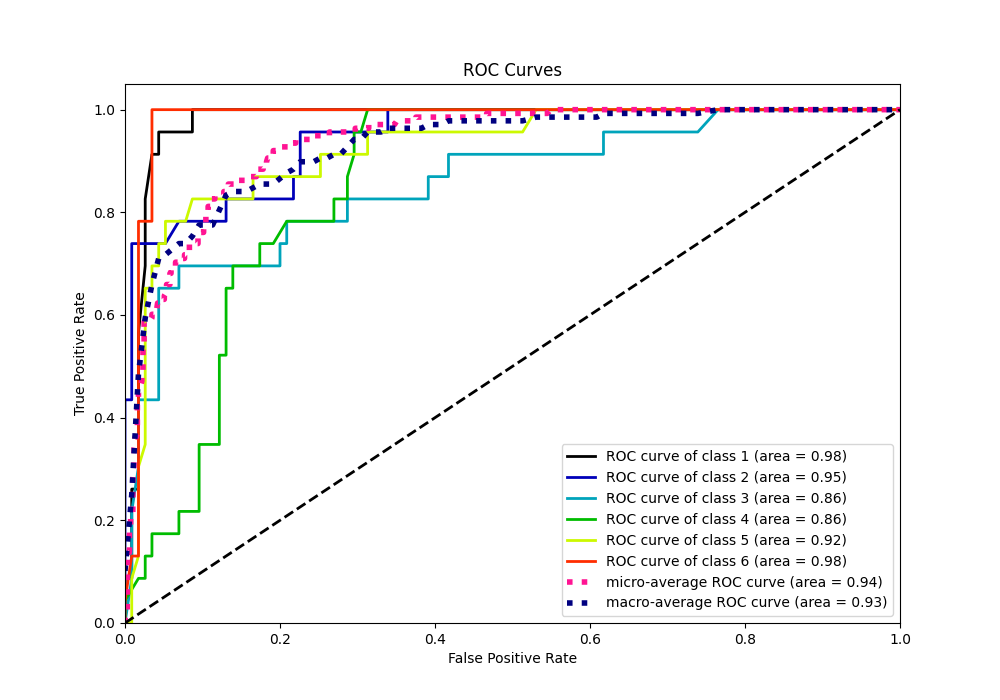 ROC Curves
True Positive Rate
1.0
0.8
0.6
0.4
0.2
0.0
0.0 0.2 0.4 0.6 0.8 1.0
False Positive Rate
ROC curve of class 1 (area = 0.98)
ROC curve of class 2 (area = 0.95)
ROC curve of class 3 (area = 0.86)
ROC curve of class 4 (area = 0.86)
ROC curve of class 5 (area = 0.92)
ROC curve of class 6 (area = 0.98)
micro-average ROC curve (area = 0.94)
macro-average ROC curve (area = 0.93)